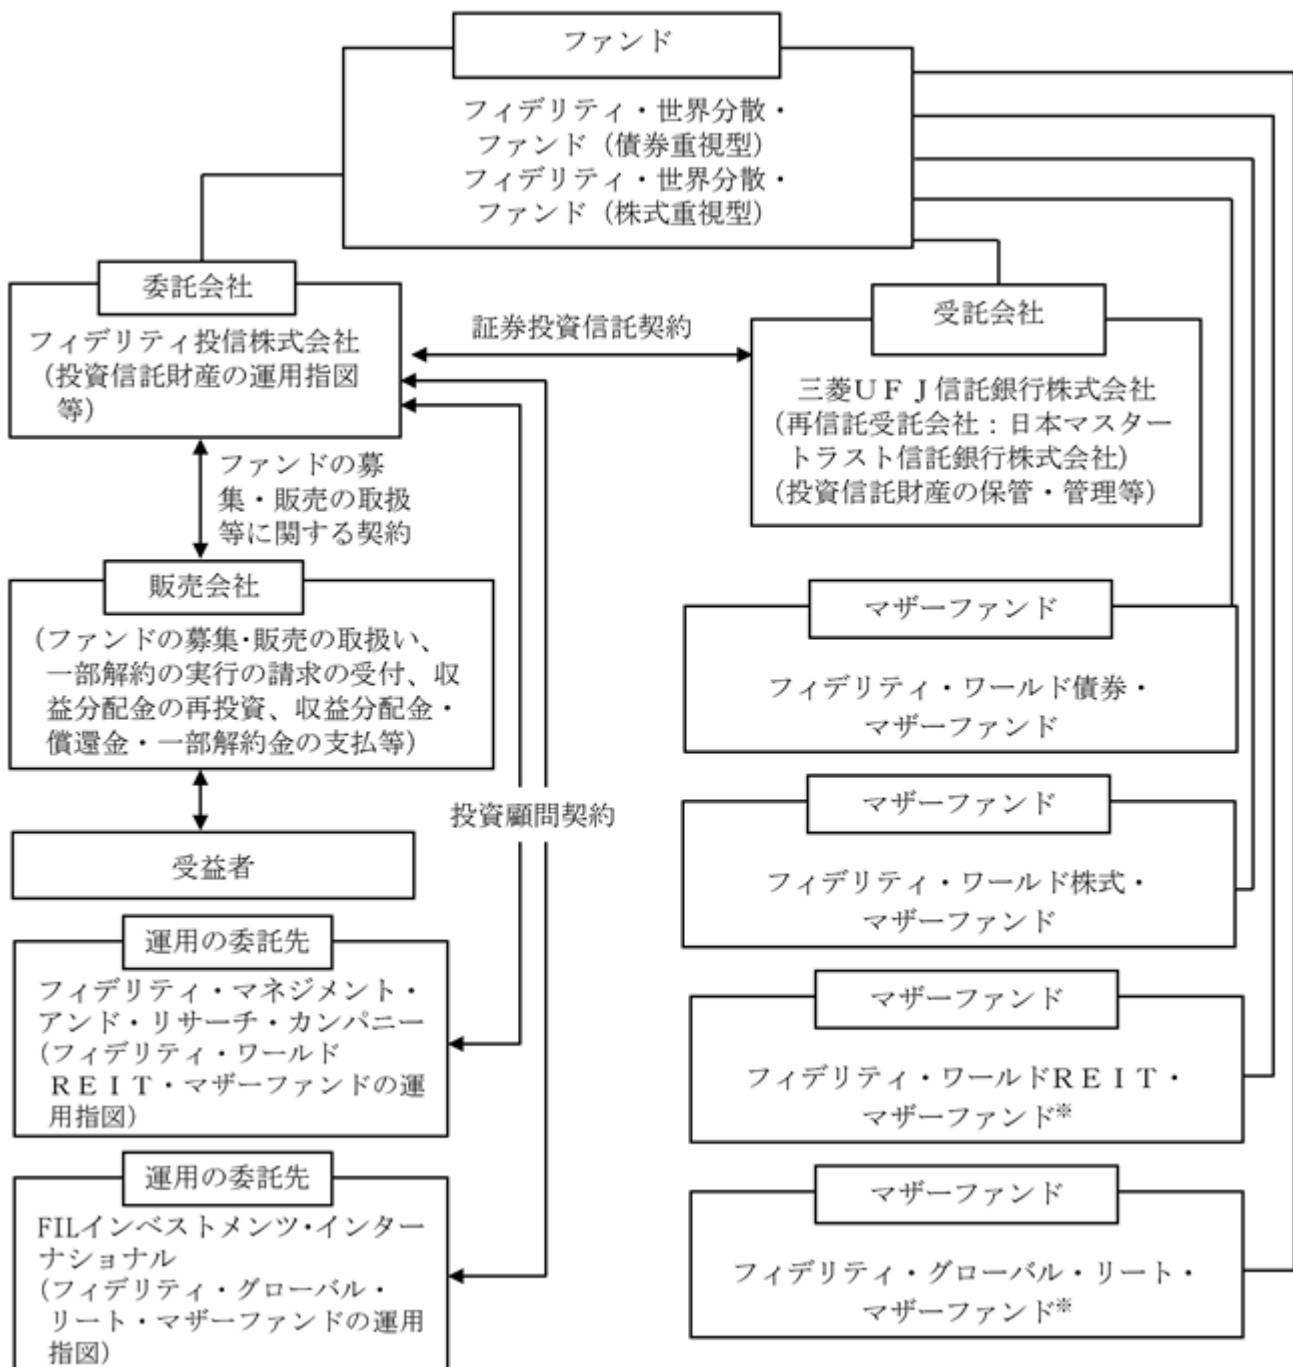 ファンド
フィデリティ・世界分散・
ファンド（債券重視型）
フィデリティ・世界分散・
ファンド（株式重視型）
委託会社
フィデリティ投信株式会社
（投資信託財産の運用指図
等）
証券投資信託契約
受託会社
三菱ＵＦＪ信託銀行株式会社
（再信託受託会社：日本マスター
トラスト信託銀行株式会社）
（投資信託財産の保管・管理等）
ファンドの募
集・販売の取扱
等に関する契約
販売会社
（ファンドの募集・販売の取扱い、
一部解約の実行の請求の受付、収
益分配金の再投資、収益分配金・
償還金・一部解約金の支払等）
投資顧問契約
受益者
運用の委託先
フィデリティ・マネジメント・
アンド・リサーチ・カンパニー
（フィデリティ・ワールド
ＲＥＩＴ・マザーファンドの運
用指図）
運用の委託先
FILインベストメンツ・インター
ナショナル
（フィデリティ・グローバル・
リート・マザーファンドの運用
指図）
マザーファンド
フィデリティ・ワールド債券・
マザーファンド
マザーファンド
フィデリティ・ワールド株式・
マザーファンド
マザーファンド
フィデリティ・ワールドＲＥＩＴ・
マザーファンド※
マザーファンド
フィデリティ・グローバル・リート・
マザーファンド※